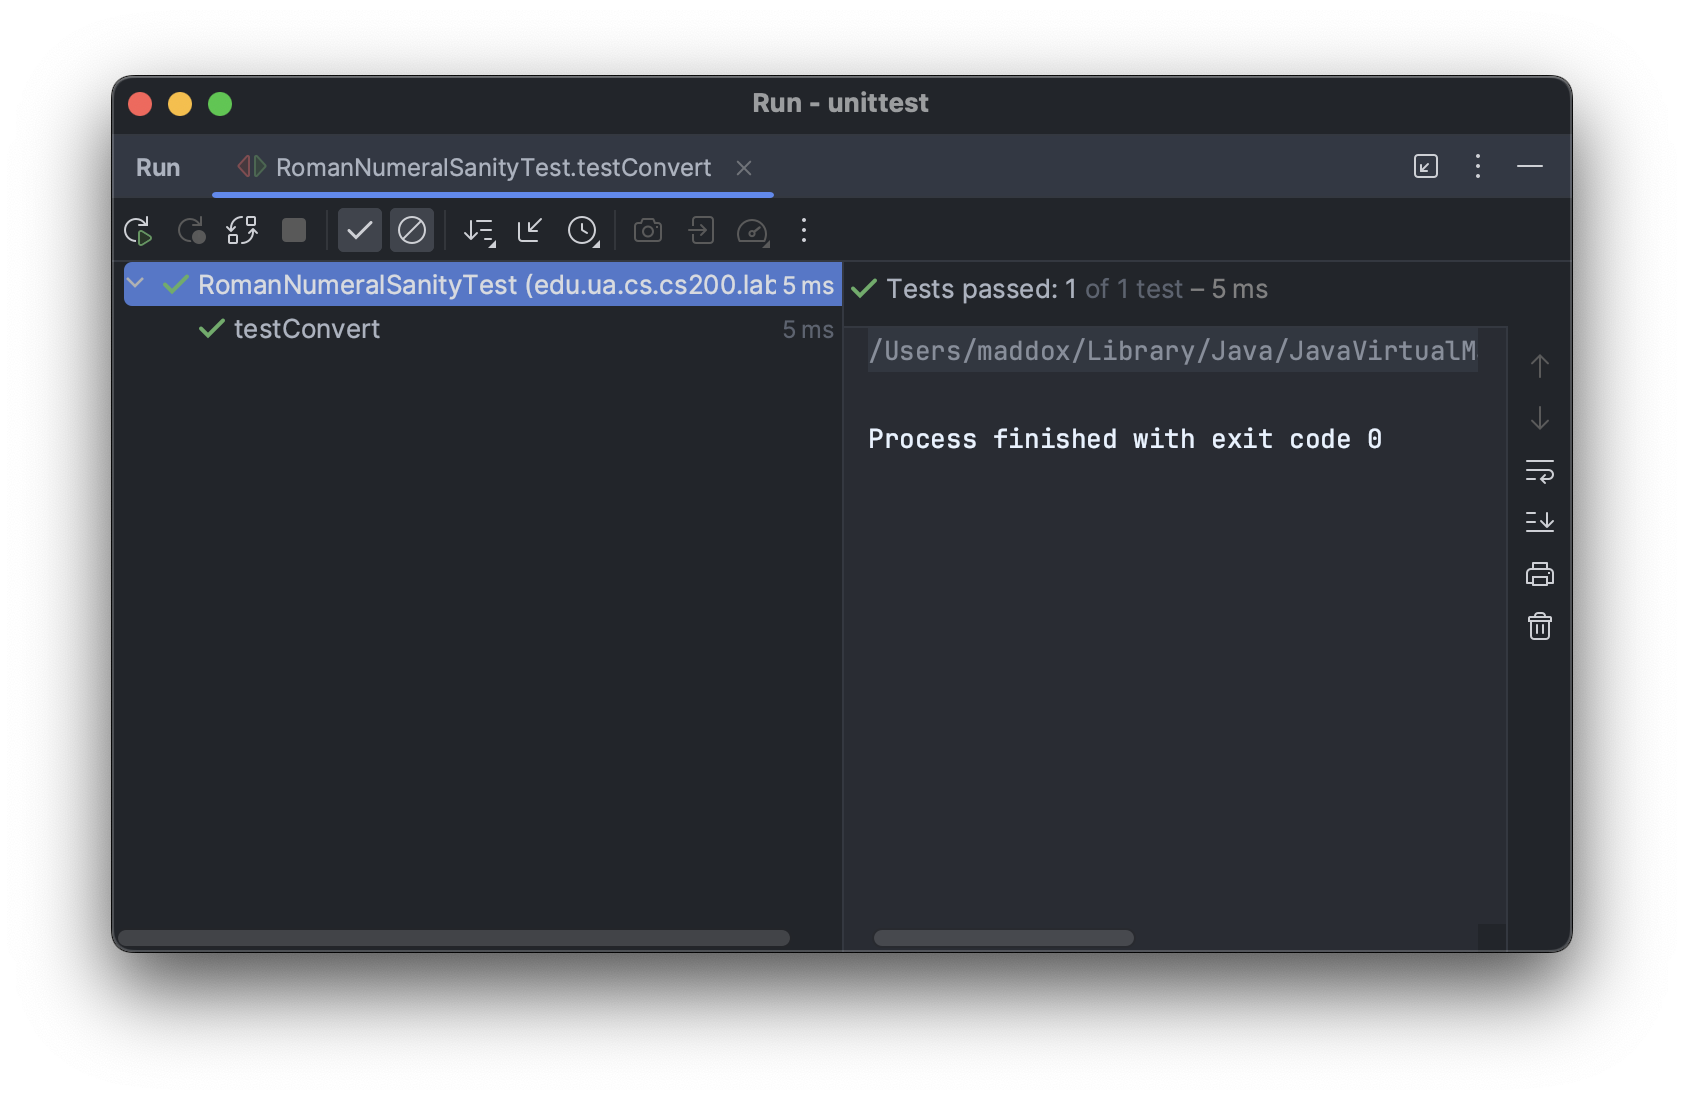 Run - unittest
Run
RomanNumeralSanityTest.testConvert
RomanNumeralSanityTest (edu.ua.cs.cs200.lab 5 ms
testConvert 5 ms
Tests passed: 1 of 1 test – 5 ms
/Users/maddox/Library/Java/JavaVirtualM
Process finished with exit code 0